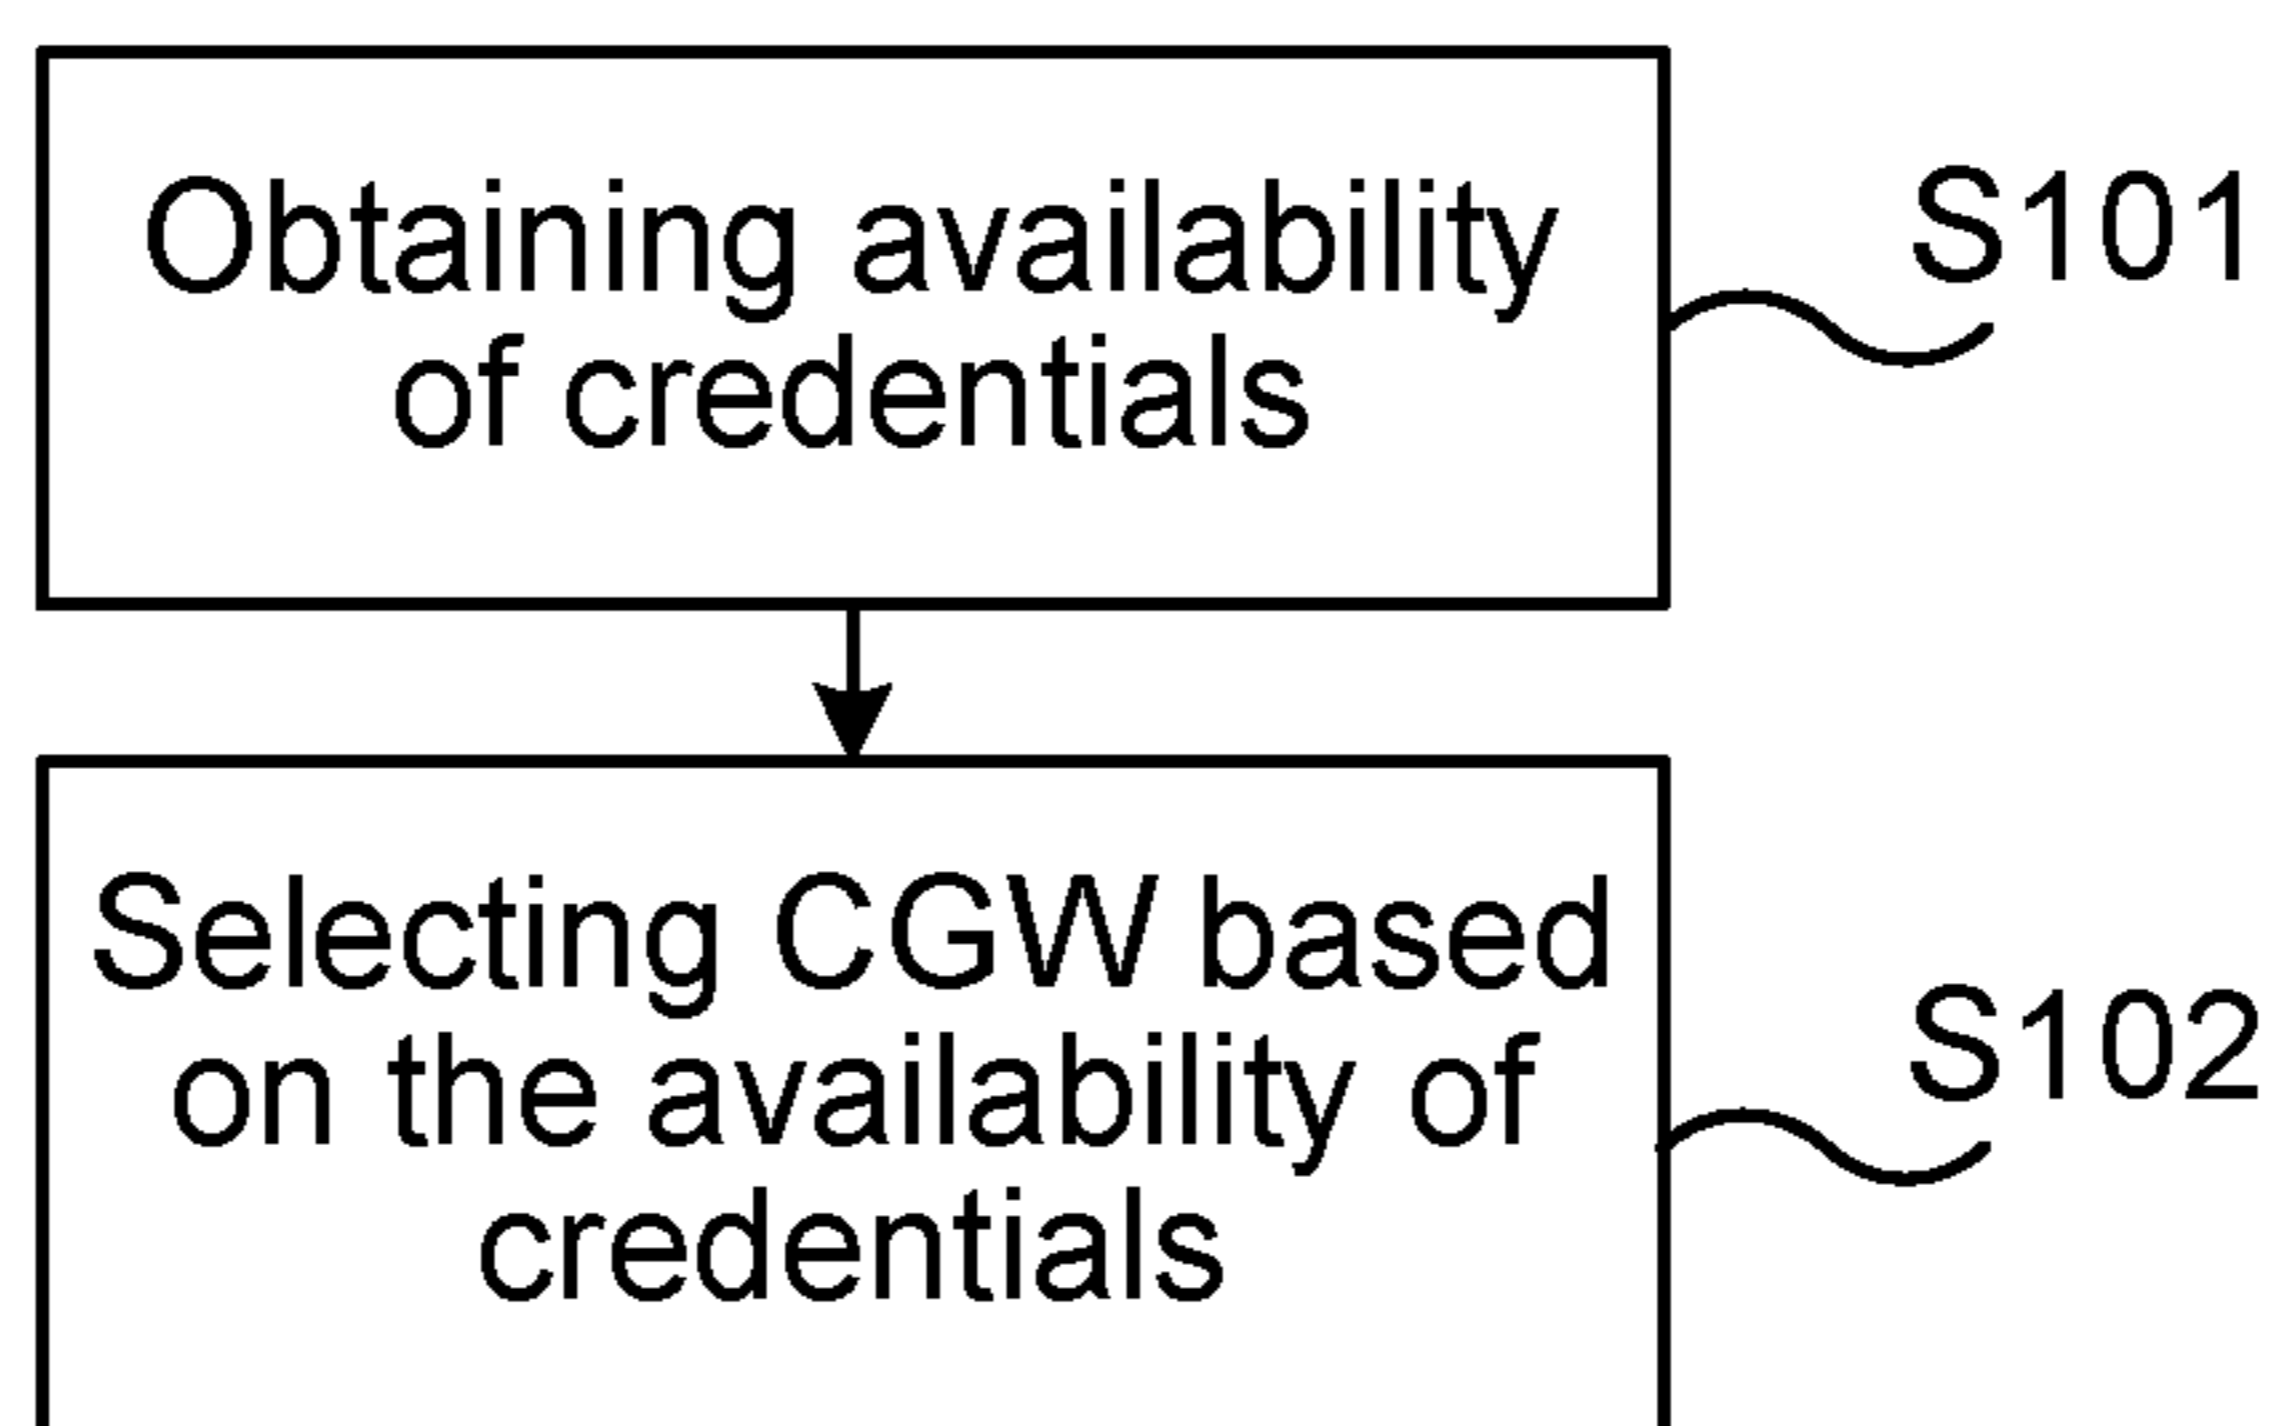 Obtaining availability
of credentials
S101
Selecting CGW based
on the availability of
credentials
S102